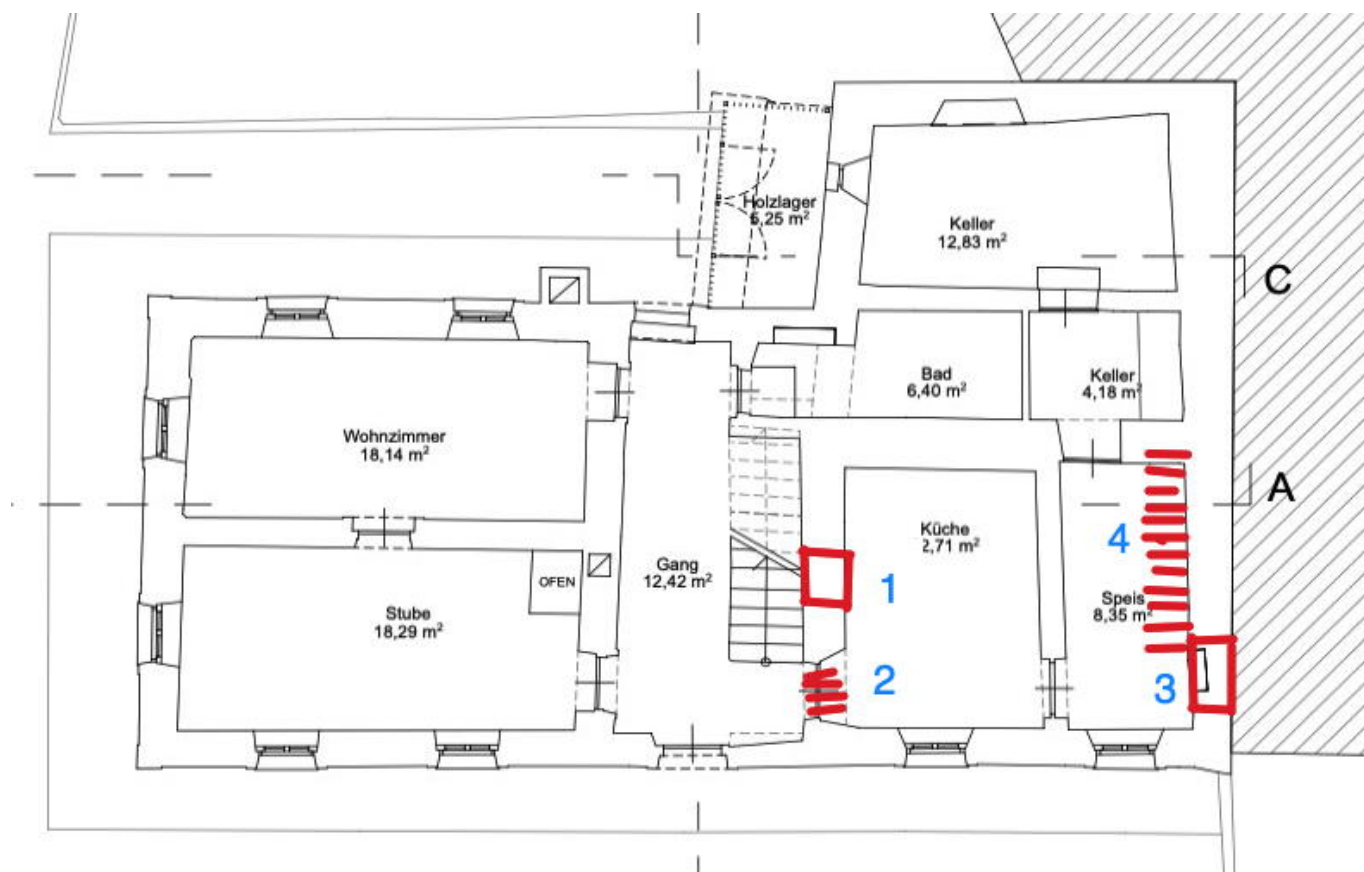 Holzlager
5,25 m²
Keller
12,83 m²
C
Bad
6,40 m²
Keller
4,18 m²
Wohnzimmer
18,14 m²
A
Küche
2,71 m²
4
OFEN
Gang
12,42 m²
1
Speis
8,35 m²
Stube
18,29 m²
2
3